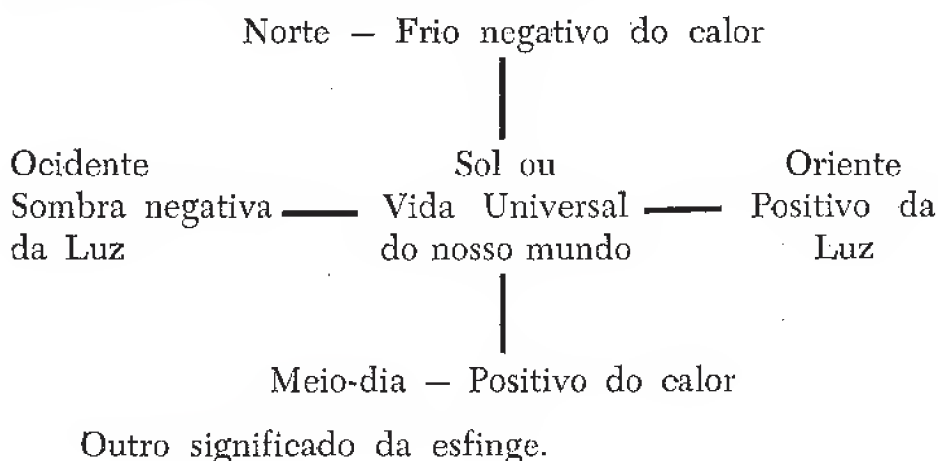 Norte — Frio negativo do calor
Ocidente
Sombra negativa
da Luz
Sol ou
Vida Universal
do nosso mundo
Oriente
Positivo da
Luz
Meio-dia — Positivo do calor
Outro significado da esfinge.